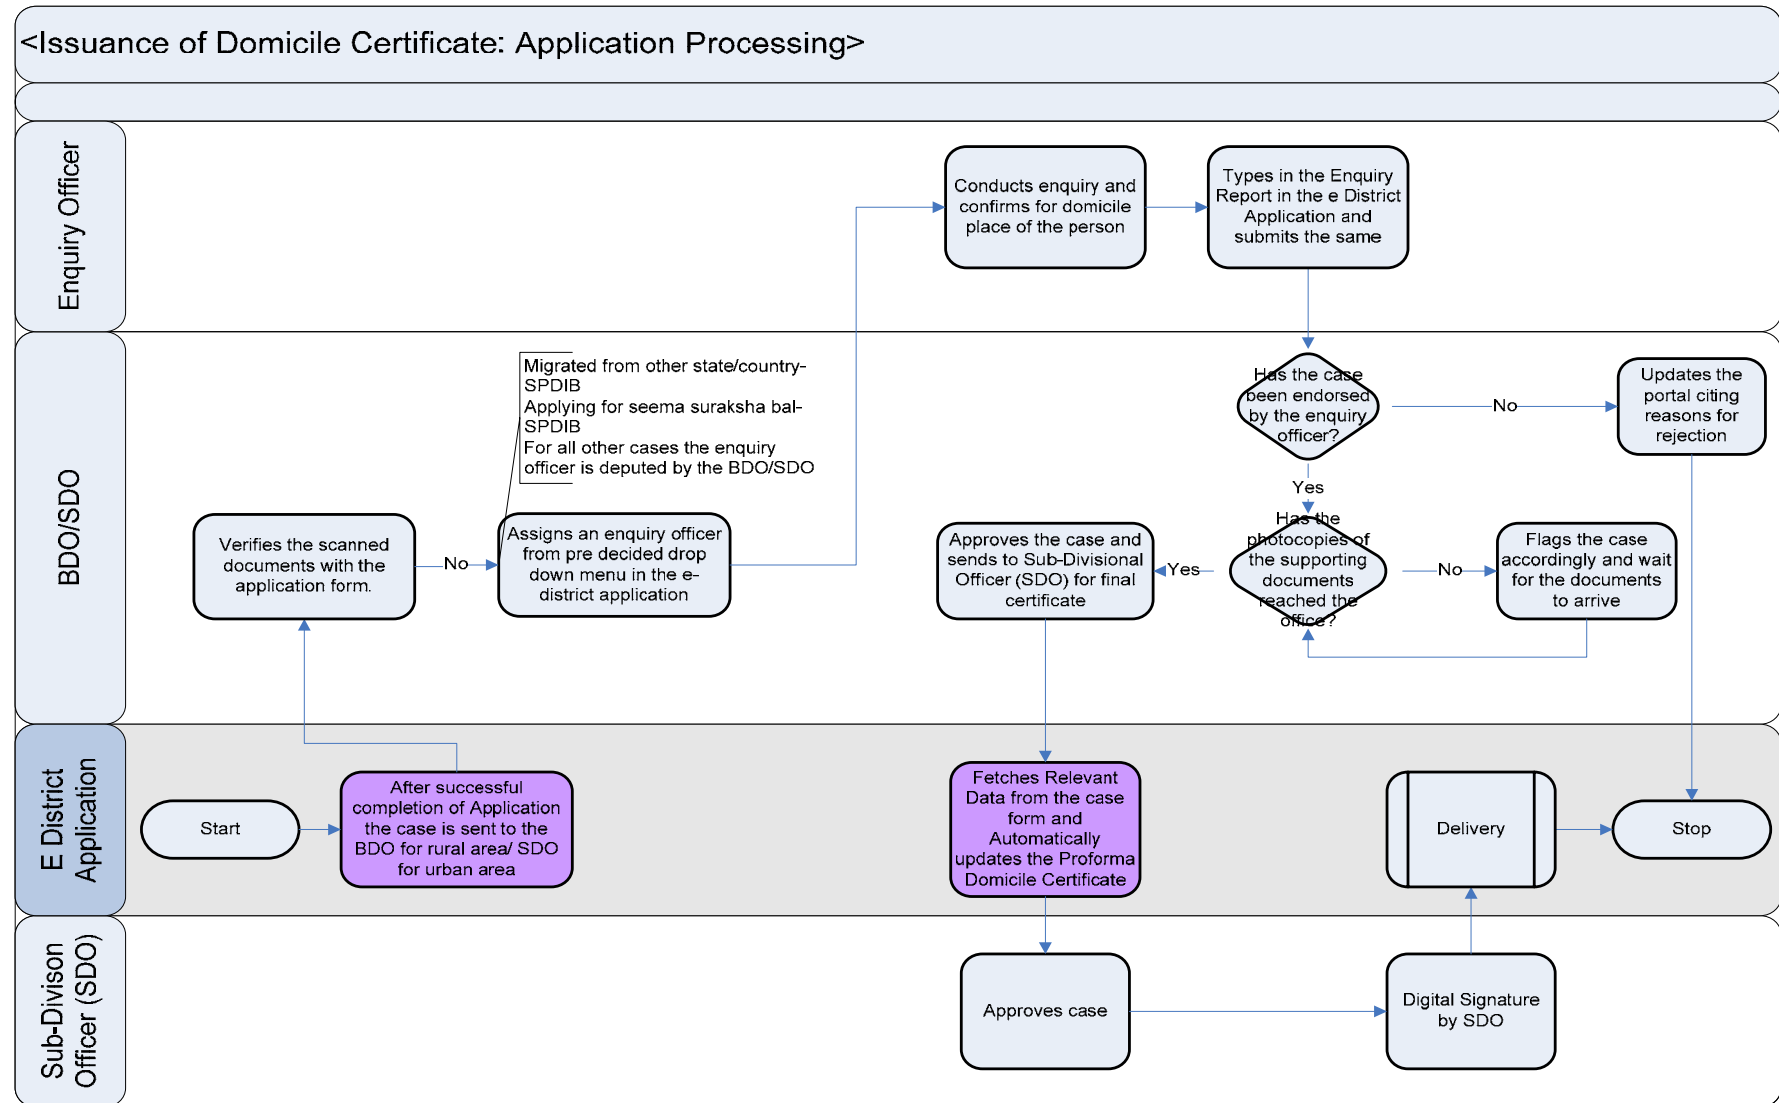 <Issuance of Domicile Certificate: Application Processing>
Enquiry Officer
Conducts enquiry and
confirms for domicile
place of the person
Types in the Enquiry
Report in the e District
Application and
submits the same
BDO/SDO
Migrated from other state/country-
SPDIB
Applying for seema suraksha bal-
SPDIB
For all other cases the enquiry
officer is deputed by the BDO/SDO
Verifies the scanned
documents with the
application form.
No
Assigns an enquiry officer
from pre decided drop
down menu in the e-
district application
Has the case
been endorsed
by the enquiry
officer?
No
Updates the
portal citing
reasons for
rejection
Yes
Has the
photocopies of
the supporting
documents
reached the
office?
Yes
Approves the case and
sends to Sub-Divisional
Officer (SDO) for final
certificate
No
Flags the case
accordingly and wait
for the documents
to arrive
E District
Application
Start
After successful
completion of Application
the case is sent to the
BDO for rural area/ SDO
for urban area
Fetches Relevant
Data from the case
form and
Automatically
updates the Proforma
Domicile Certificate
Delivery
Stop
Sub-Divison
Officer (SDO)
Approves case
Digital Signature
by SDO